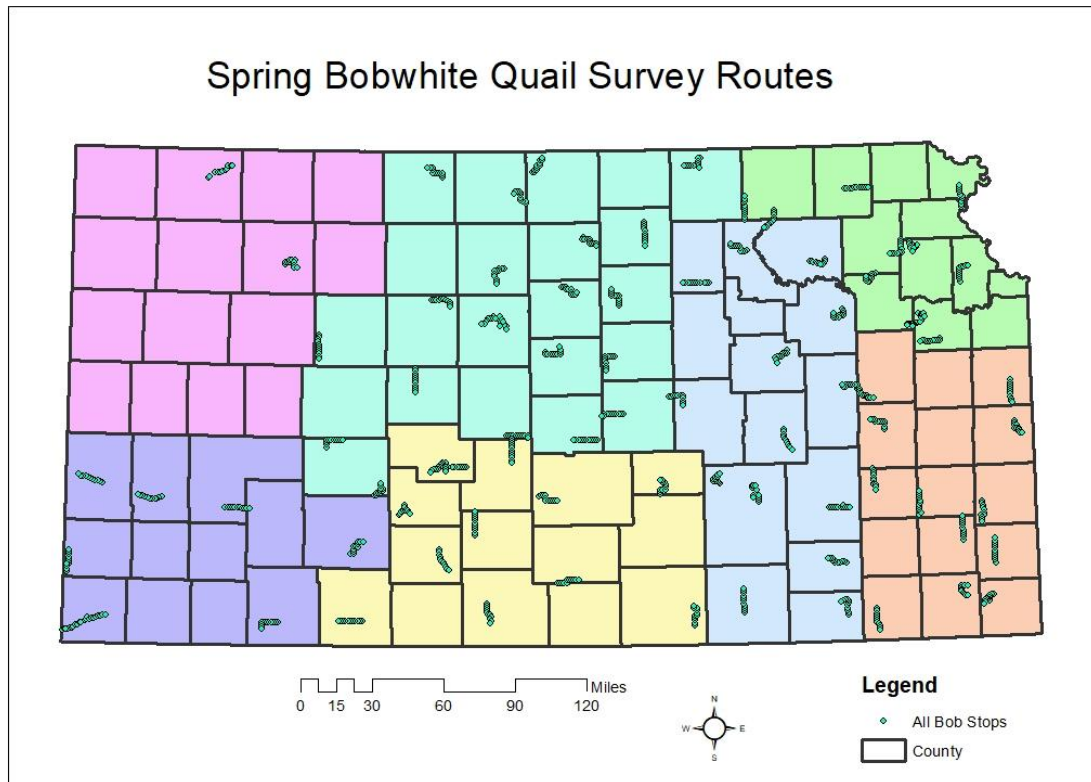 Spring Bobwhite Quail Survey Routes
Miles
0 15 30 60 90 120
N
W E
S
Legend
All Bob Stops
County